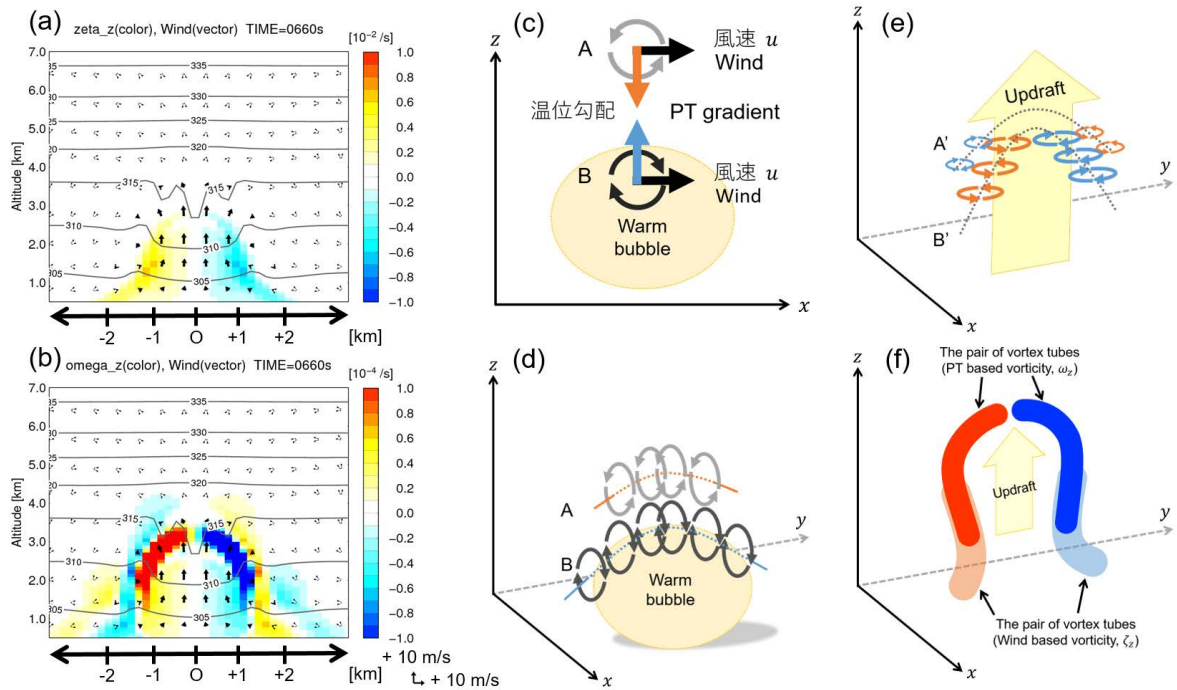 (a)
zeta_z(color), Wind(vector) TIME=0660s
[10⁻² /s]
7.0
6.0
5.0
4.0
3.0
2.0
1.0
Altitude [km]
335
330
325
320
315
315
310
310
305
305
1.0
0.8
0.6
0.4
0.2
0.0
−0.2
−0.4
−0.6
−0.8
−1.0
-2 -1 O +1 +2 [km]
(b)
omega_z(color), Wind(vector) TIME=0660s
[10⁻⁴ /s]
7.0
6.0
5.0
4.0
3.0
2.0
1.0
Altitude [km]
335
330
325
320
315
315
310
310
305
305
1.0
0.8
0.6
0.4
0.2
0.0
−0.2
−0.4
−0.6
−0.8
−1.0
-2 -1 O +1 +2 [km]
+ 10 m/s
+ 10 m/s
(c)
z
A
風速 u
Wind
温位勾配
PT gradient
B
風速 u
Wind
Warm
bubble
x
(d)
z
A
B
y
Warm
bubble
x
(e)
z
Updraft
A'
B'
y
x
(f)
z
The pair of vortex tubes
(PT based vorticity, ω_z)
Updraft
y
The pair of vortex tubes
(Wind based vorticity, ζ_z)
x